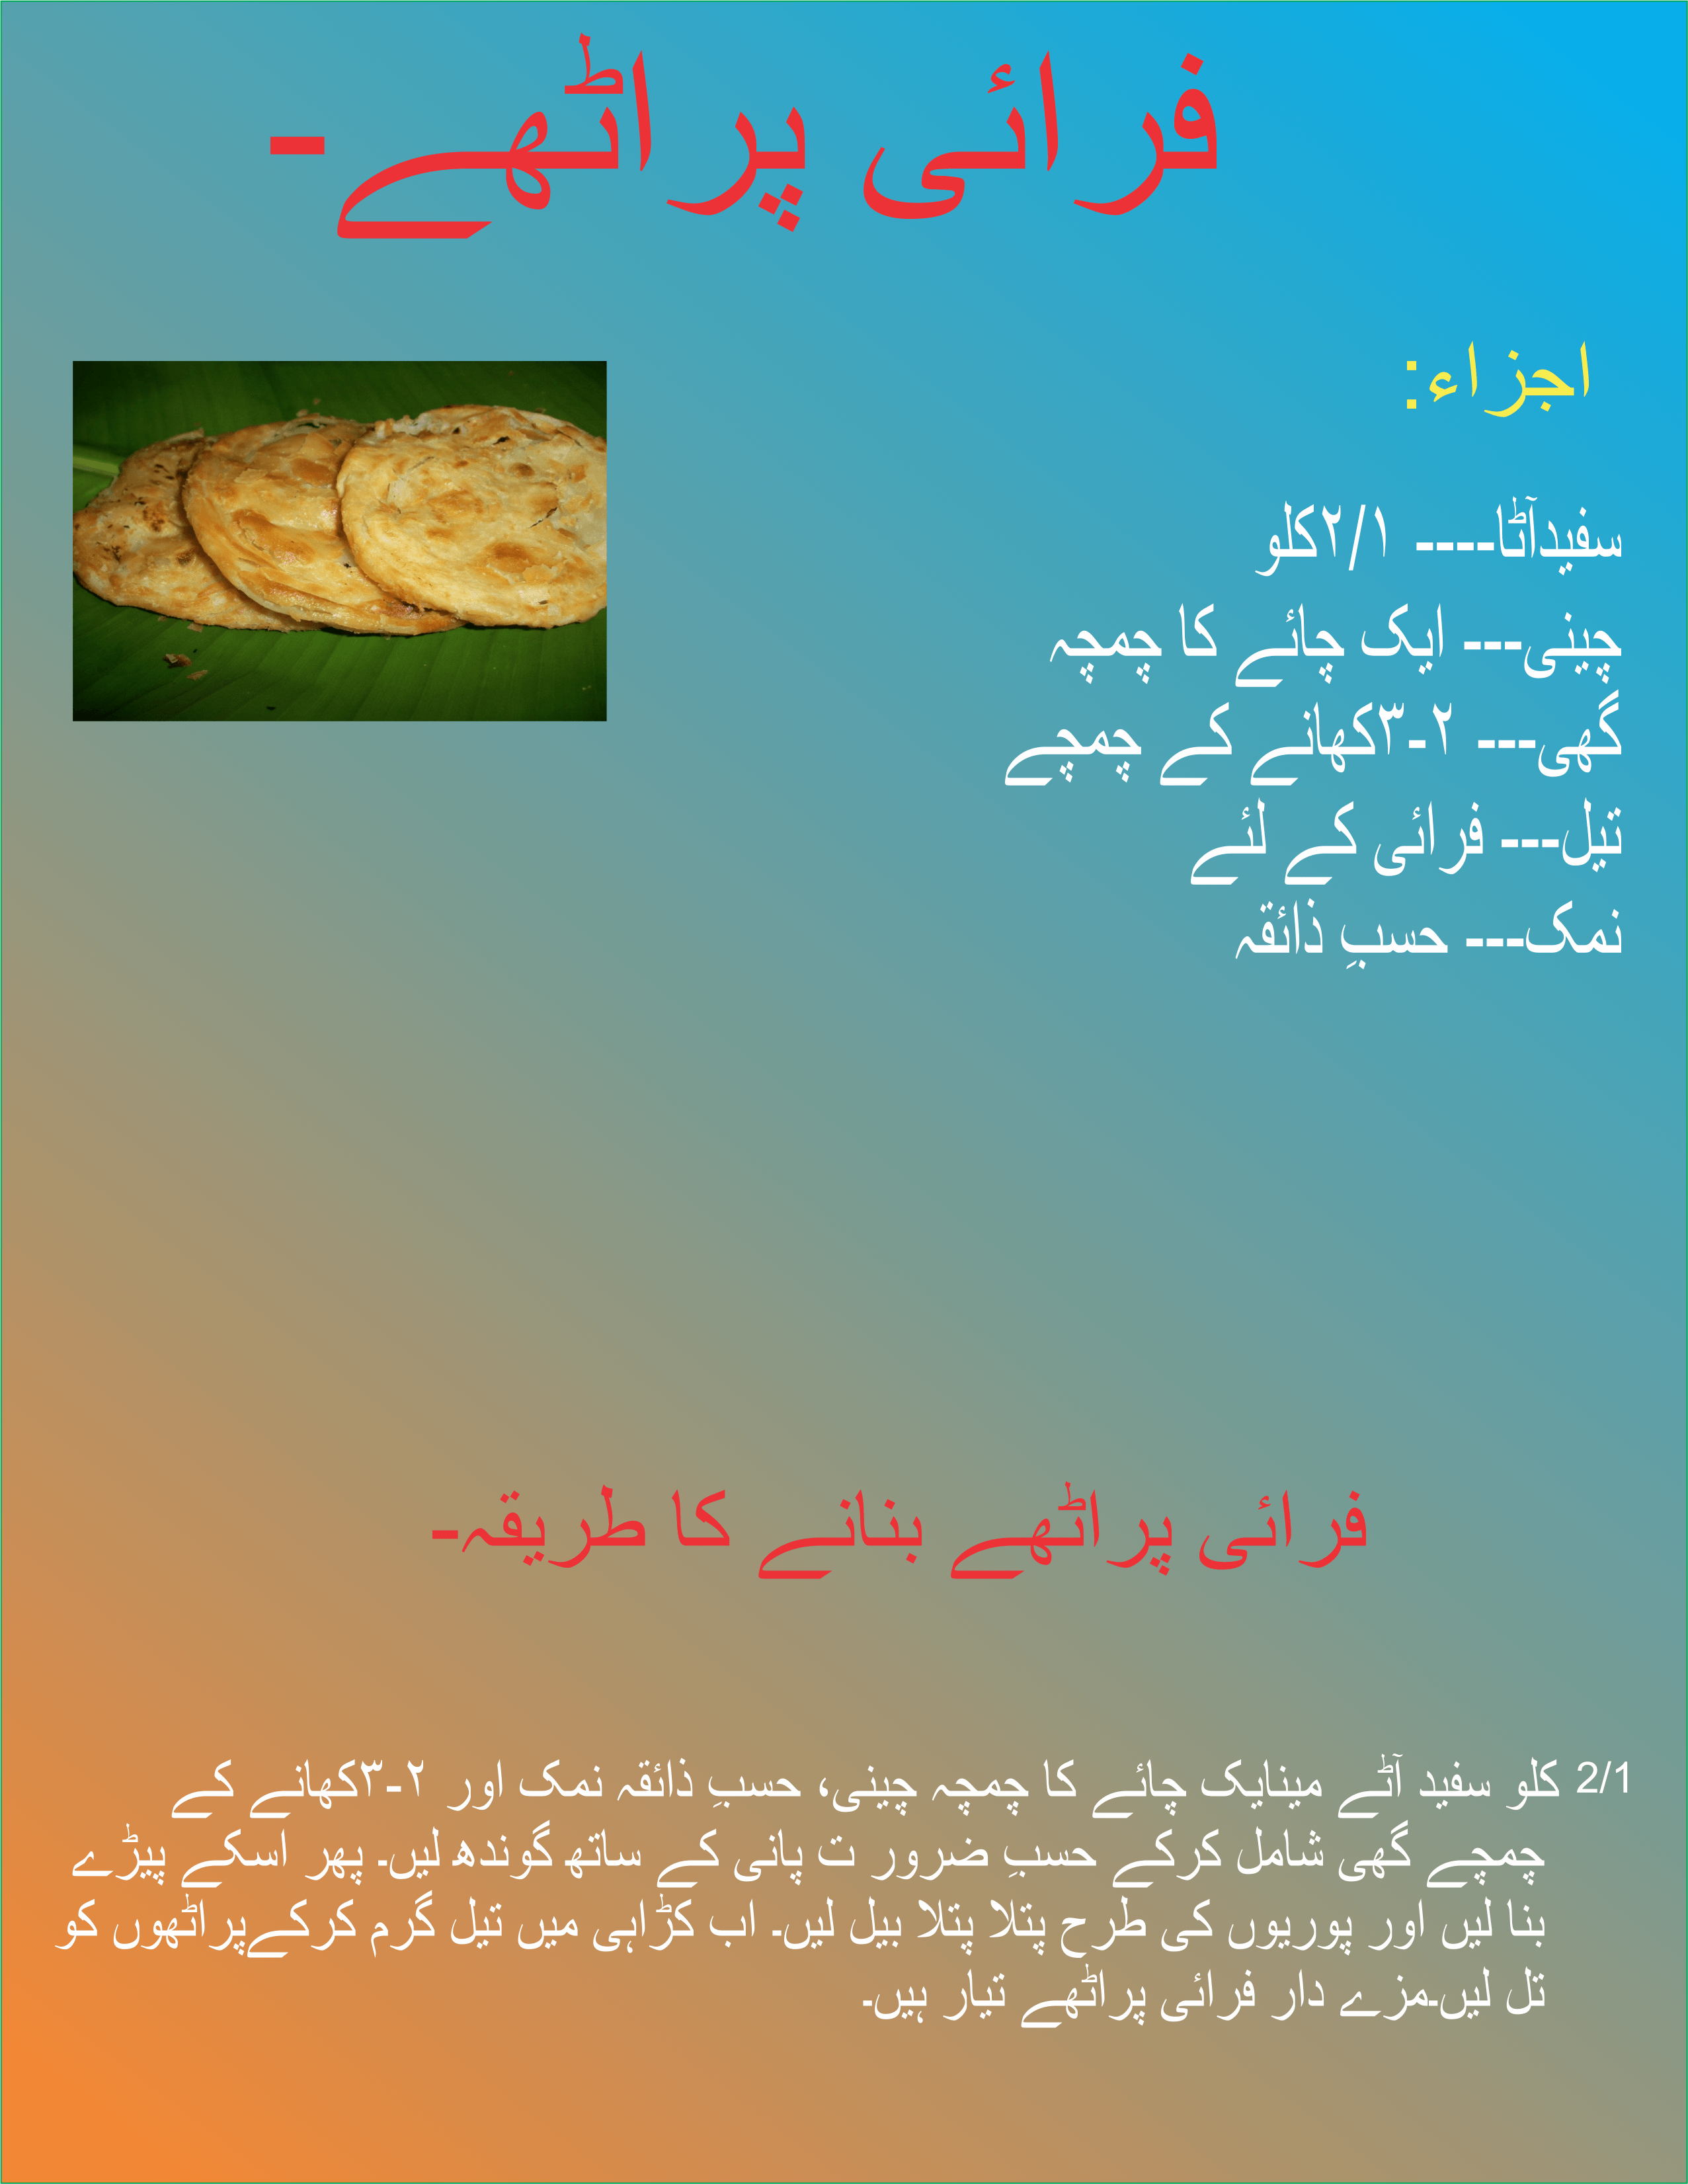 فرائی پراٹھے-
اجزاء:
سفیدآٹا---- ۲/۱کلو
چینی--- ایک چائے کا چمچہ
گھی--- ۲-۳کھانے کے چمچے
تیل--- فرائی کے لئے
نمک--- حسبِ ذائقہ
فرائی پراٹھے بنانے کا طریقہ-
2/1 کلو سفید آٹے مینایک چائے کا چمچہ چینی، حسبِ ذائقہ نمک اور ۲-۳کھانے کے
چمچے گھی شامل کرکے حسبِ ضرور ت پانی کے ساتھ گوندھ لیں۔ پھر اسکے پیڑے
بنا لیں اور پوریوں کی طرح پتلا پتلا بیل لیں۔ اب کڑاہی میں تیل گرم کرکےپراٹھوں کو
تل لیں۔مزے دار فرائی پراٹھے تیار ہیں۔